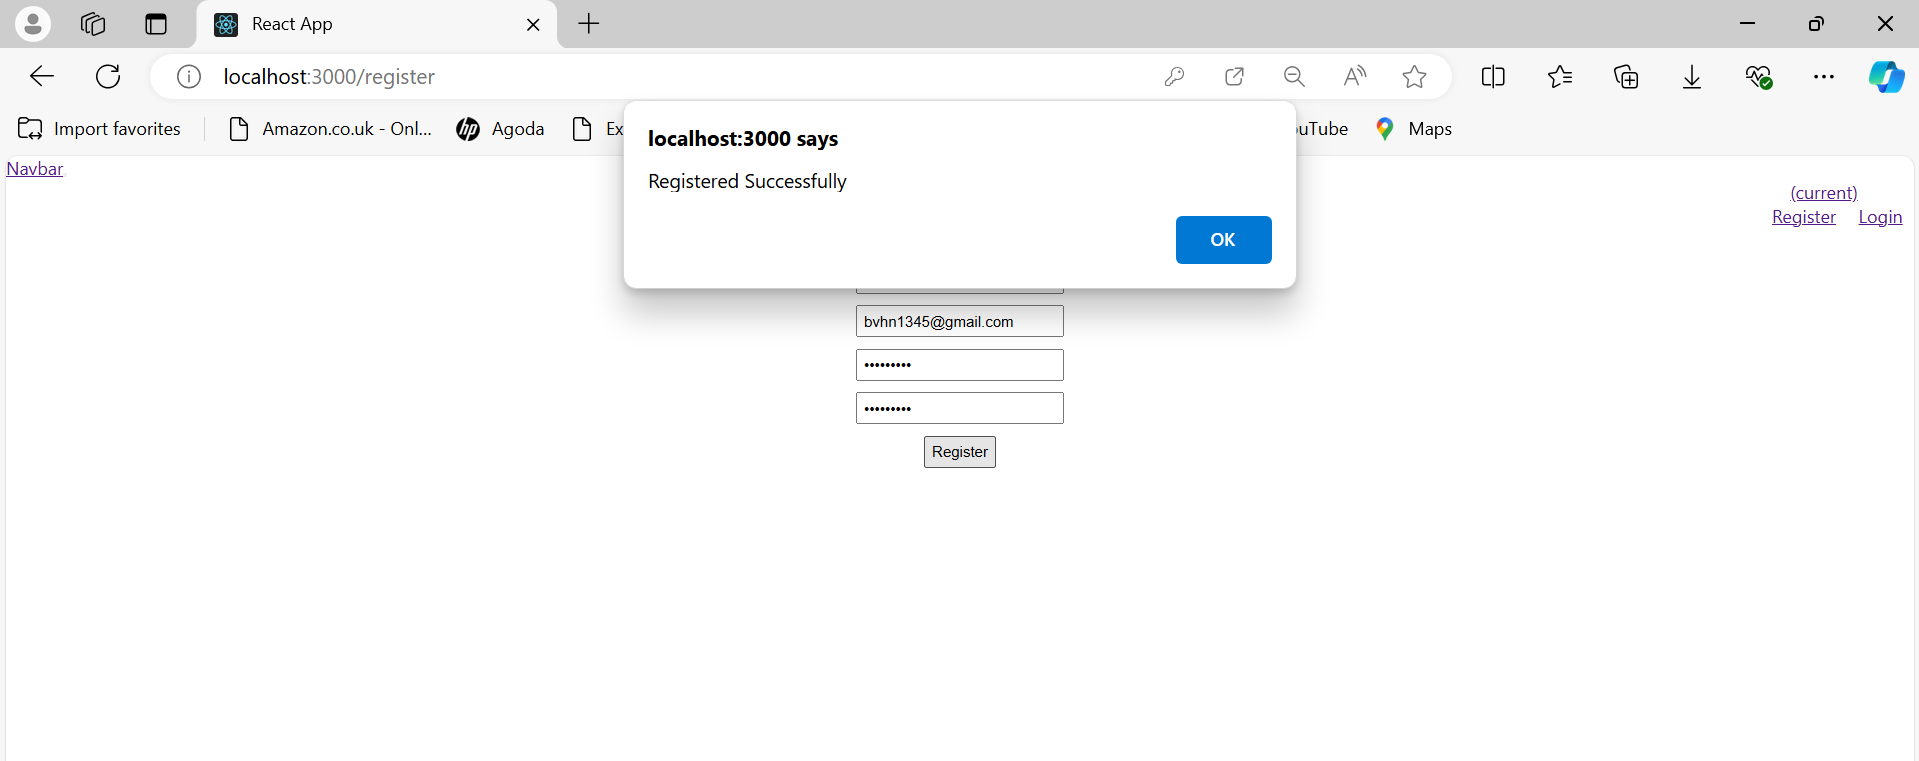 React App
localhost:3000/register
Import favorites
Amazon.co.uk - Onl...
hp Agoda
Ex
uTube
Maps
localhost:3000 says
Registered Successfully
OK
Navbar
(current)
Register Login
bvhn1345@gmail.com
•••••••••
•••••••••
Register